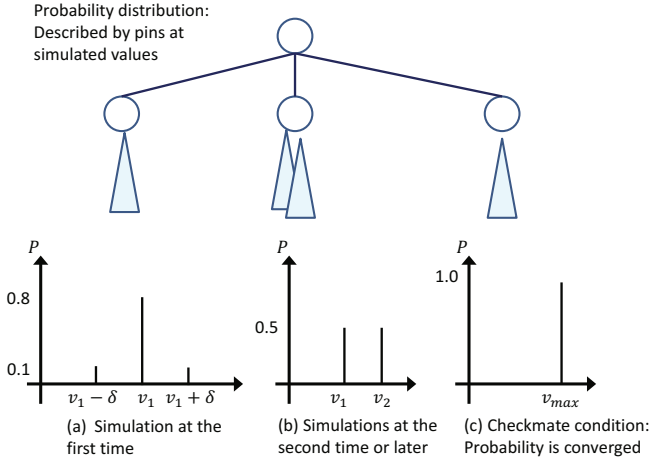 Probability distribution:
Described by pins at
simulated values
P
0.8
0.1
v₁ − δ v₁ v₁ + δ
(a) Simulation at the
first time
P
0.5
v₁ v₂
(b) Simulations at the
second time or later
P
1.0
vₘₐₓ
(c) Checkmate condition:
Probability is converged